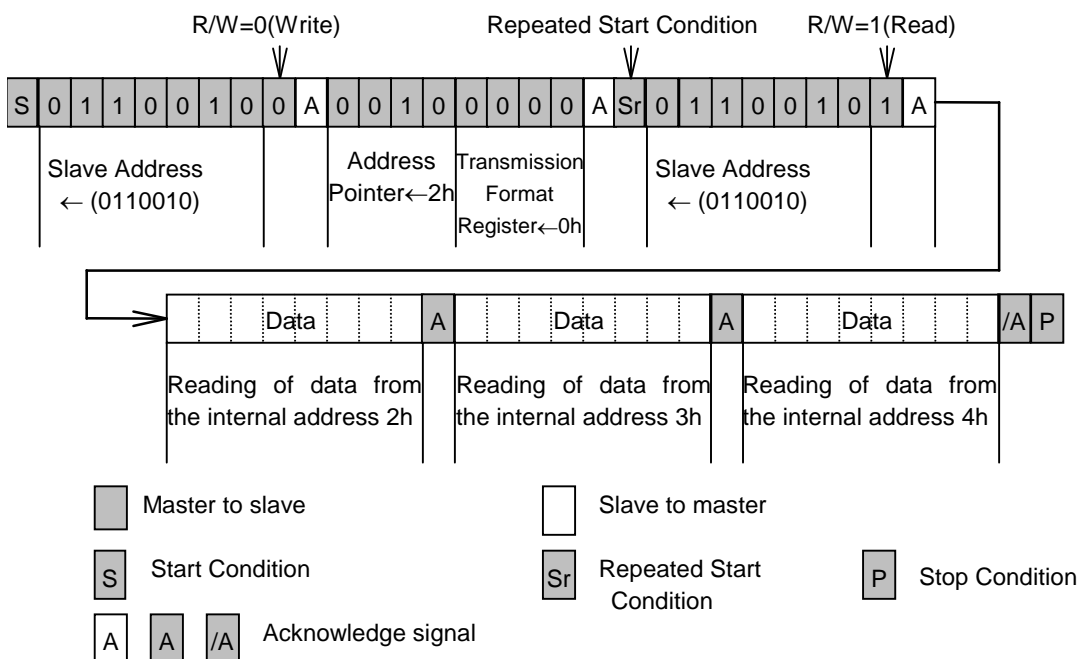 R/W=0(Write) Repeated Start Condition R/W=1(Read)
S 0 1 1 0 0 1 0 0 A 0 0 1 0 0 0 0 0 A Sr 0 1 1 0 0 1 0 1 A
Slave Address
← (0110010)
Address
Pointer←2h
Transmission
Format
Register←0h
Slave Address
← (0110010)
Data A Data A Data /A P
Reading of data from
the internal address 2h
Reading of data from
the internal address 3h
Reading of data from
the internal address 4h
Master to slave Slave to master
S Start Condition
Sr Repeated Start
Condition
P Stop Condition
A A /A Acknowledge signal